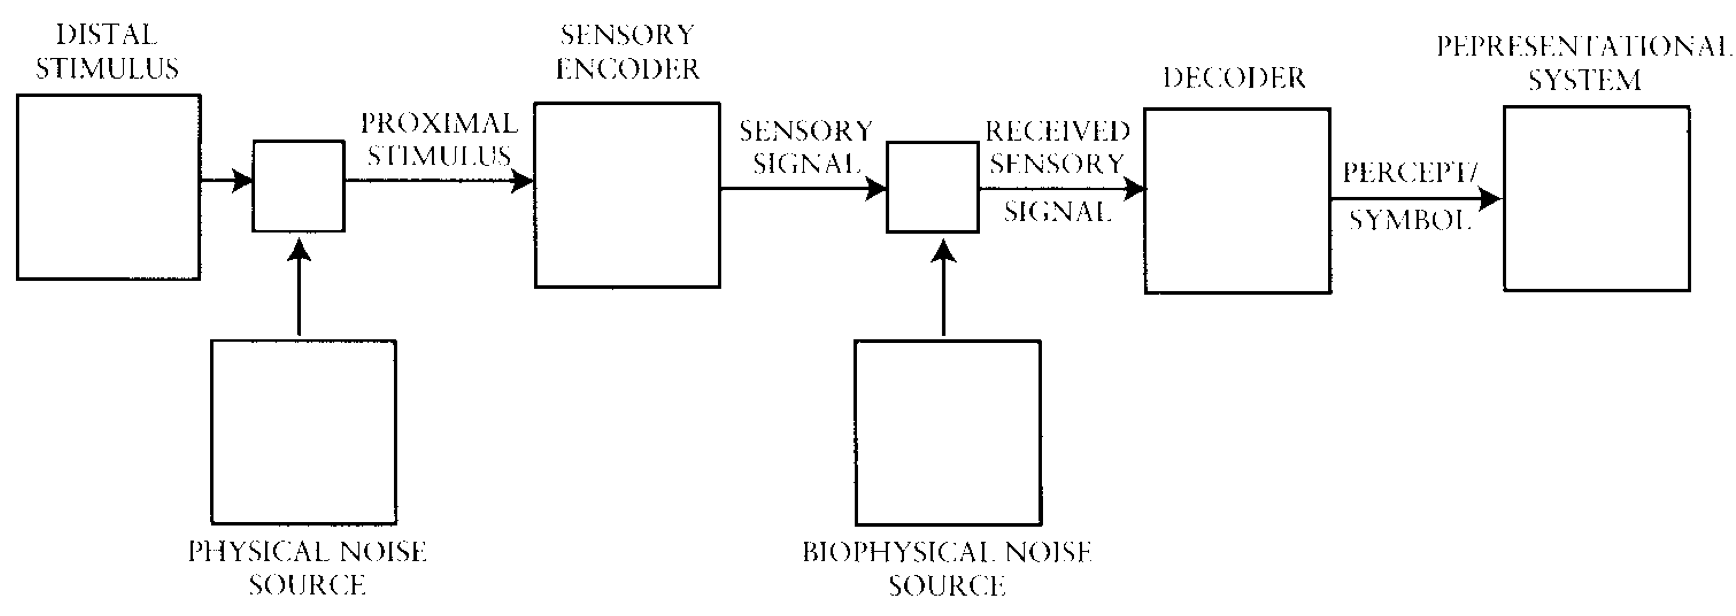 DISTAL
STIMULUS
PROXIMAL
STIMULUS
SENSORY
ENCODER
SENSORY
SIGNAL
RECEIVED
SENSORY
SIGNAL
DECODER
PERCEPT/
SYMBOL
PEPRESENTATIONAL
SYSTEM
PHYSICAL NOISE
SOURCE
BIOPHYSICAL NOISE
SOURCE